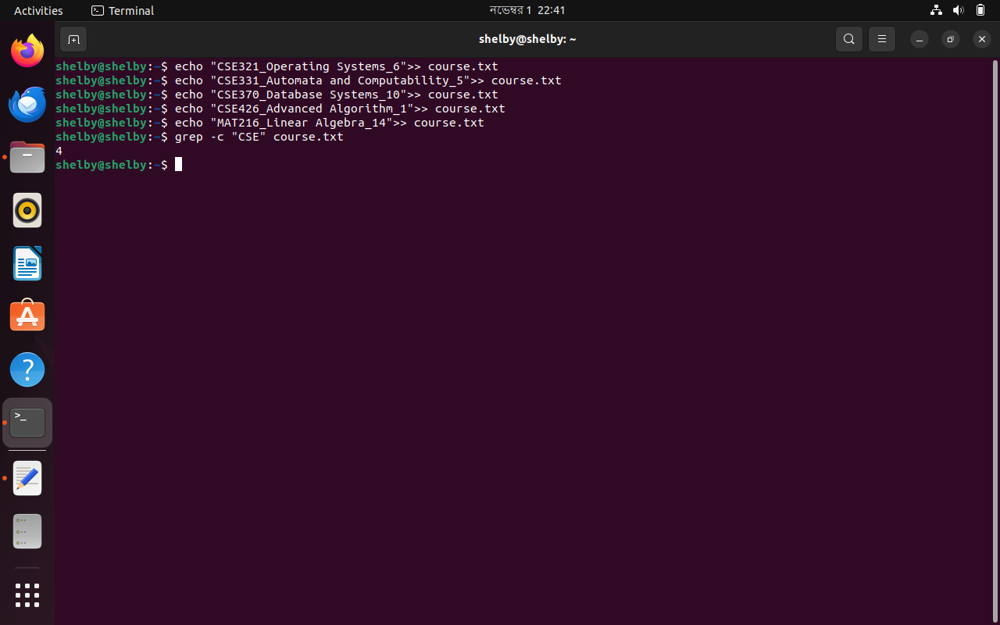 Activities
Terminal
নভেম্বর 1 22:41
shelby@shelby: ~
shelby@shelby:~$ echo "CSE321_Operating Systems_6">> course.txt
shelby@shelby:~$ echo "CSE331_Automata and Computability_5">> course.txt
shelby@shelby:~$ echo "CSE370_Database Systems_10">> course.txt
shelby@shelby:~$ echo "CSE426_Advanced Algorithm_1">> course.txt
shelby@shelby:~$ echo "MAT216_Linear Algebra_14">> course.txt
shelby@shelby:~$ grep -c "CSE" course.txt
4
shelby@shelby:~$